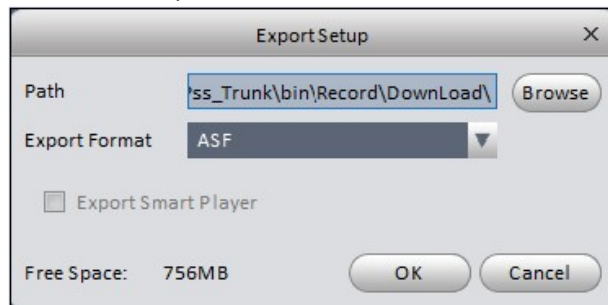 Export Setup
Path ss_Trunk\bin\Record\DownLoad\ Browse
Export Format ASF
Export Smart Player
Free Space: 756MB OK Cancel